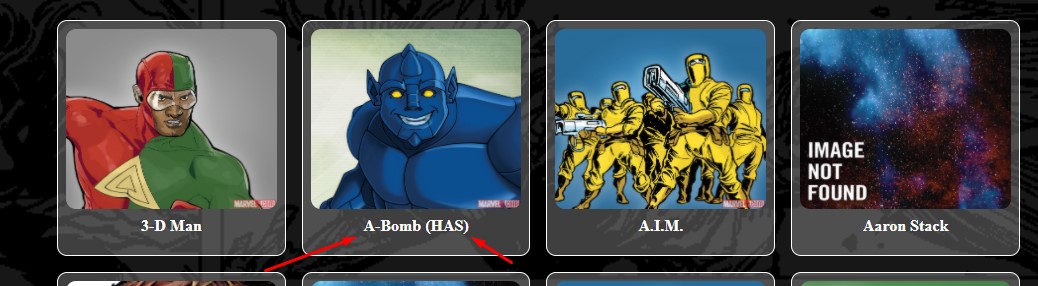 IMAGE
NOT
FOUND
3-D Man
A-Bomb (HAS)
A.I.M.
Aaron Stack